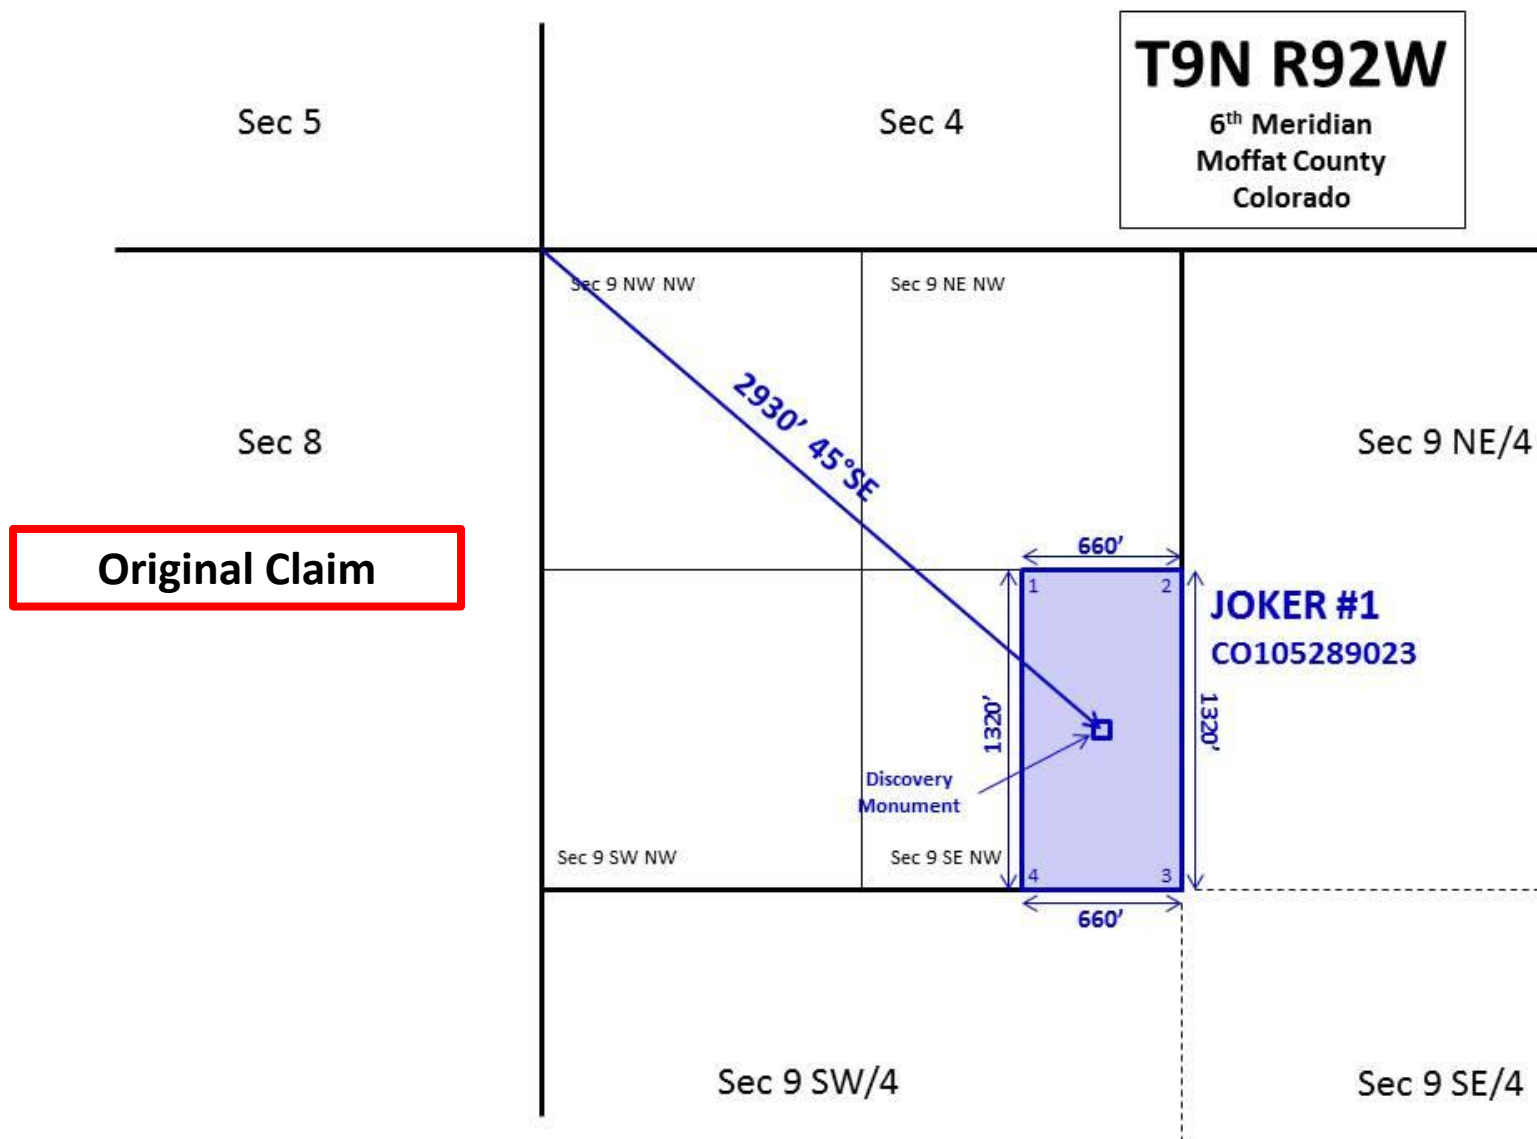 T9N R92W
6th Meridian
Moffat County
Colorado
Sec 5
Sec 4
Sec 9 NW NW
Sec 9 NE NW
2930’ 45°SE
Sec 8
Sec 9 NE/4
Original Claim
660’
1
2
JOKER #1
CO105289023
1320’
1320’
Discovery
Monument
Sec 9 SW NW
Sec 9 SE NW
4
3
660’
Sec 9 SW/4
Sec 9 SE/4